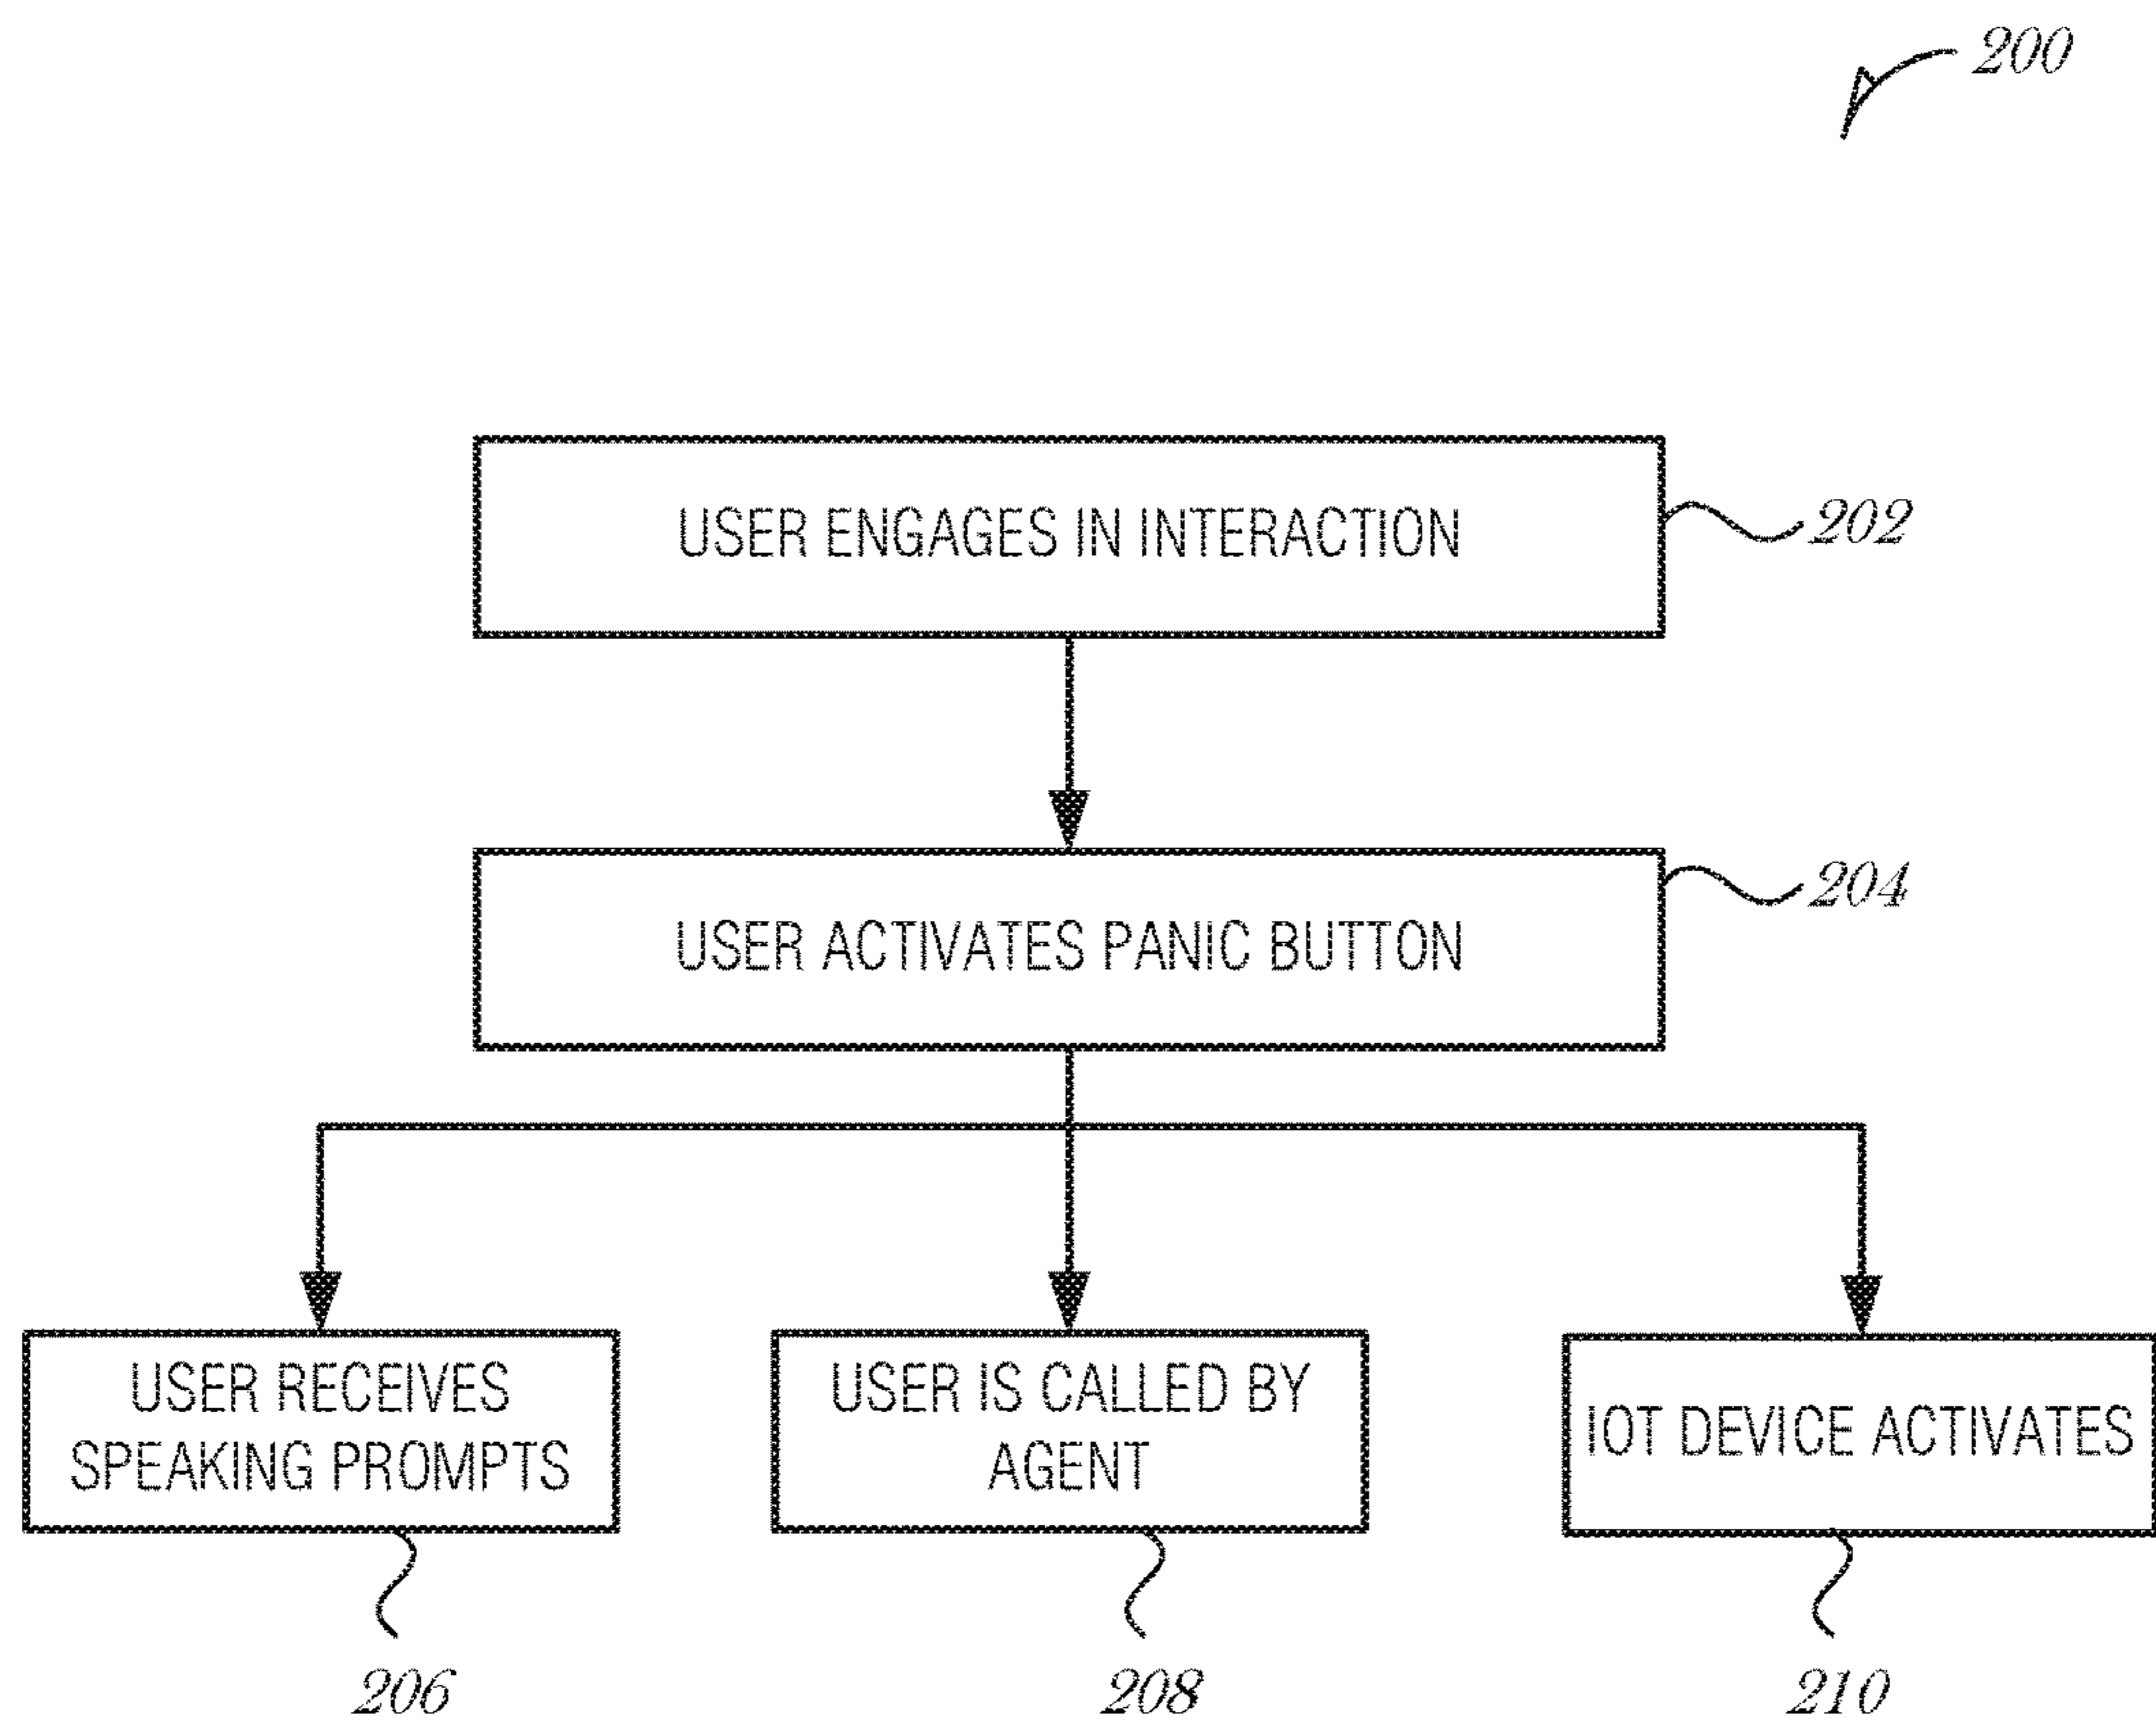 200
USER ENGAGES IN INTERACTION
202
USER ACTIVATES PANIC BUTTON
204
USER RECEIVES
SPEAKING PROMPTS
USER IS CALLED BY
AGENT
IOT DEVICE ACTIVATES
206
208
210